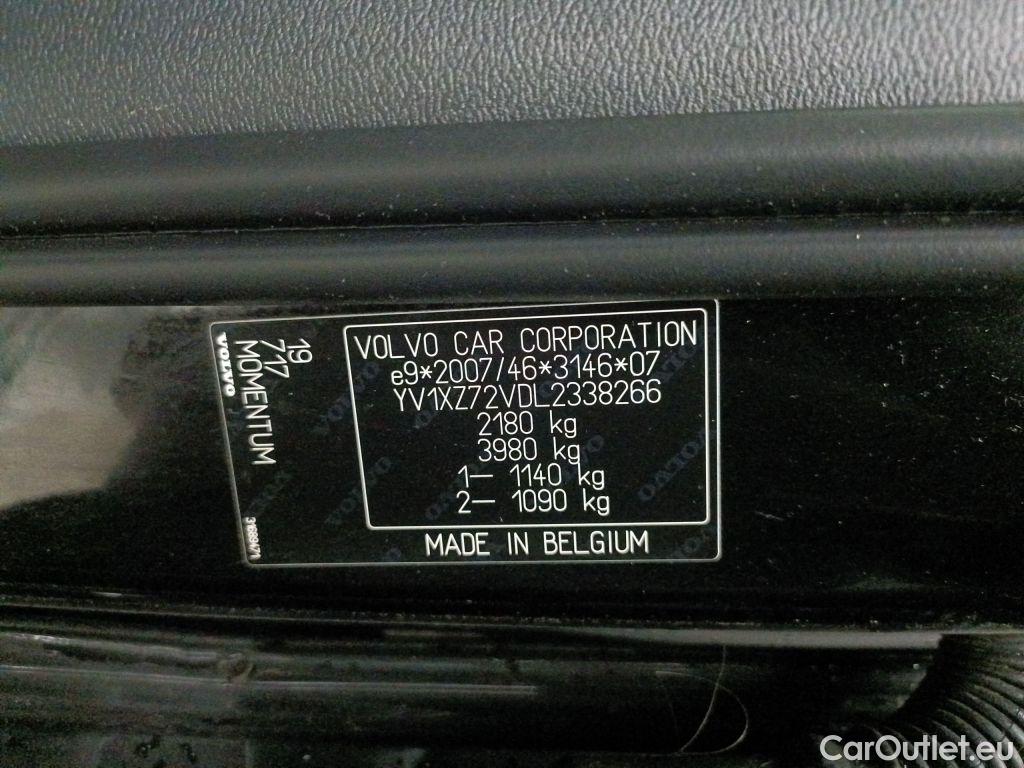 VOLVO CAR CORPORATION
e9*2007/46*3146*07
YV1XZ72VDL2338266
2180 kg
3980 kg
1– 1140 kg
2– 1090 kg
MADE IN BELGIUM
19
717
MOMENTUM
VOLVO
CarOutlet.eu